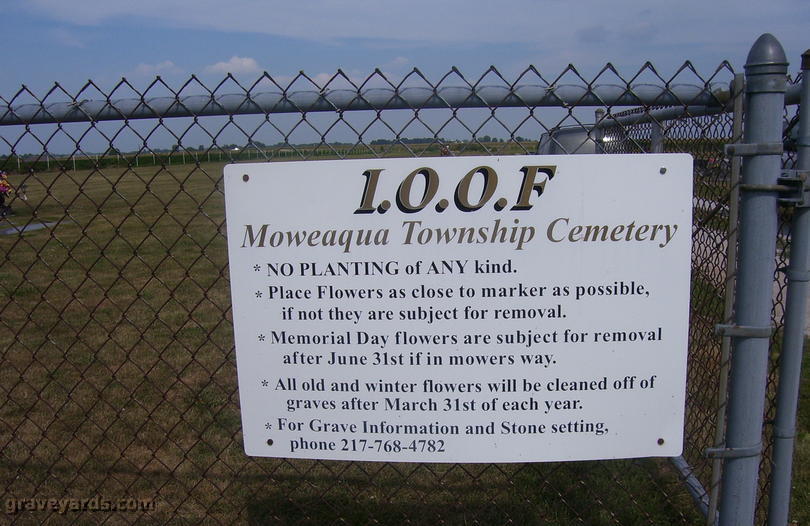 I.O.O.F
Moweaqua Township Cemetery
* NO PLANTING of ANY kind.
* Place Flowers as close to marker as possible,
if not they are subject for removal.
* Memorial Day flowers are subject for removal
after June 31st if in mowers way.
* All old and winter flowers will be cleaned off of
graves after March 31st of each year.
* For Grave Information and Stone setting,
phone 217-768-4782
graveyards.com